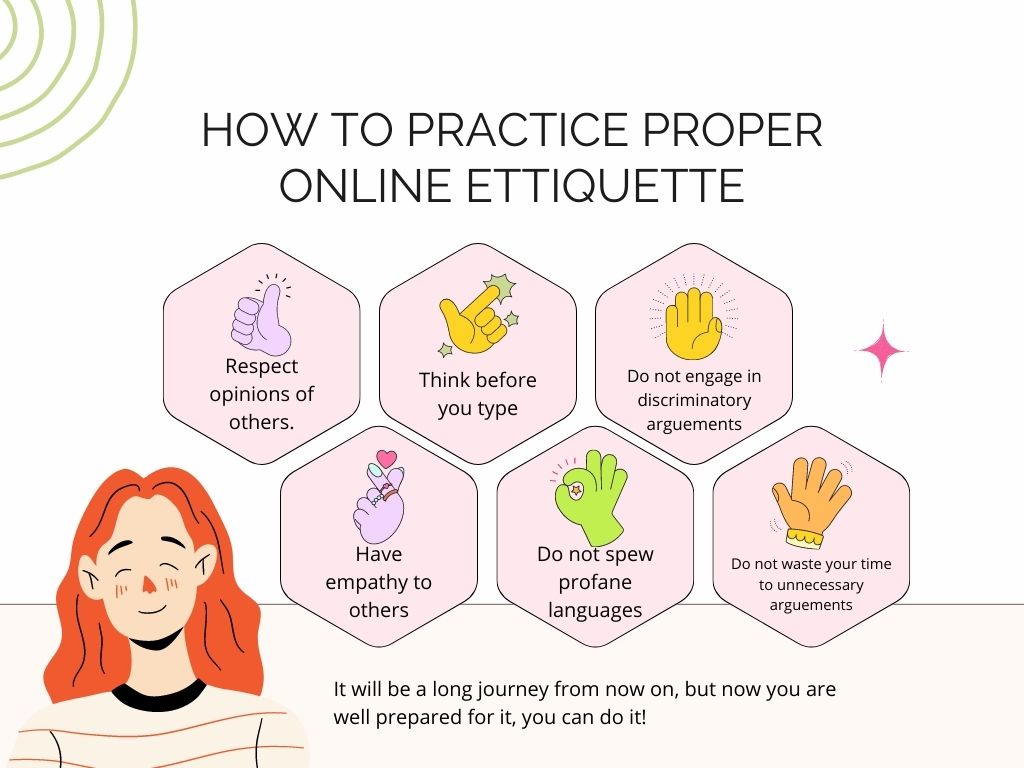 HOW TO PRACTICE PROPER
ONLINE ETTIQUETTE
Respect
opinions of
others.
Think before
you type
Do not engage in
discriminatory
arguements
Have
empathy to
others
Do not spew
profane
languages
Do not waste your time
to unnecessary
arguements
It will be a long journey from now on, but now you are
well prepared for it, you can do it!